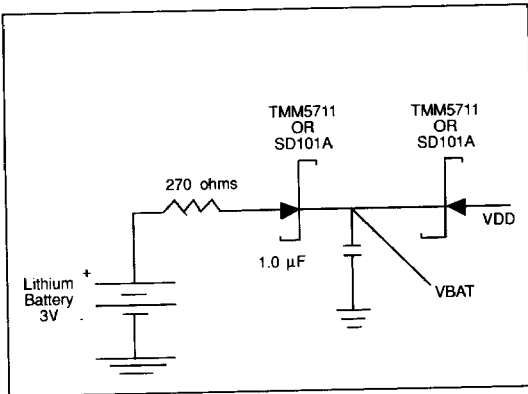 TMM5711
OR
SD101A
TMM5711
OR
SD101A
270 ohms
VDD
1.0 µF
Lithium
Battery
3V
+
-
VBAT